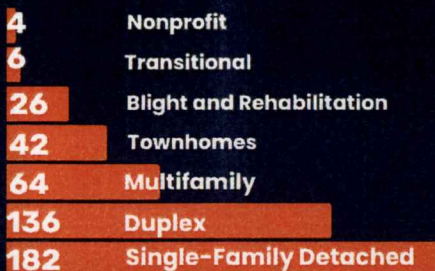 4 Nonprofit
6 Transitional
26 Blight and Rehabilitation
42 Townhomes
64 Multifamily
136 Duplex
182 Single-Family Detached